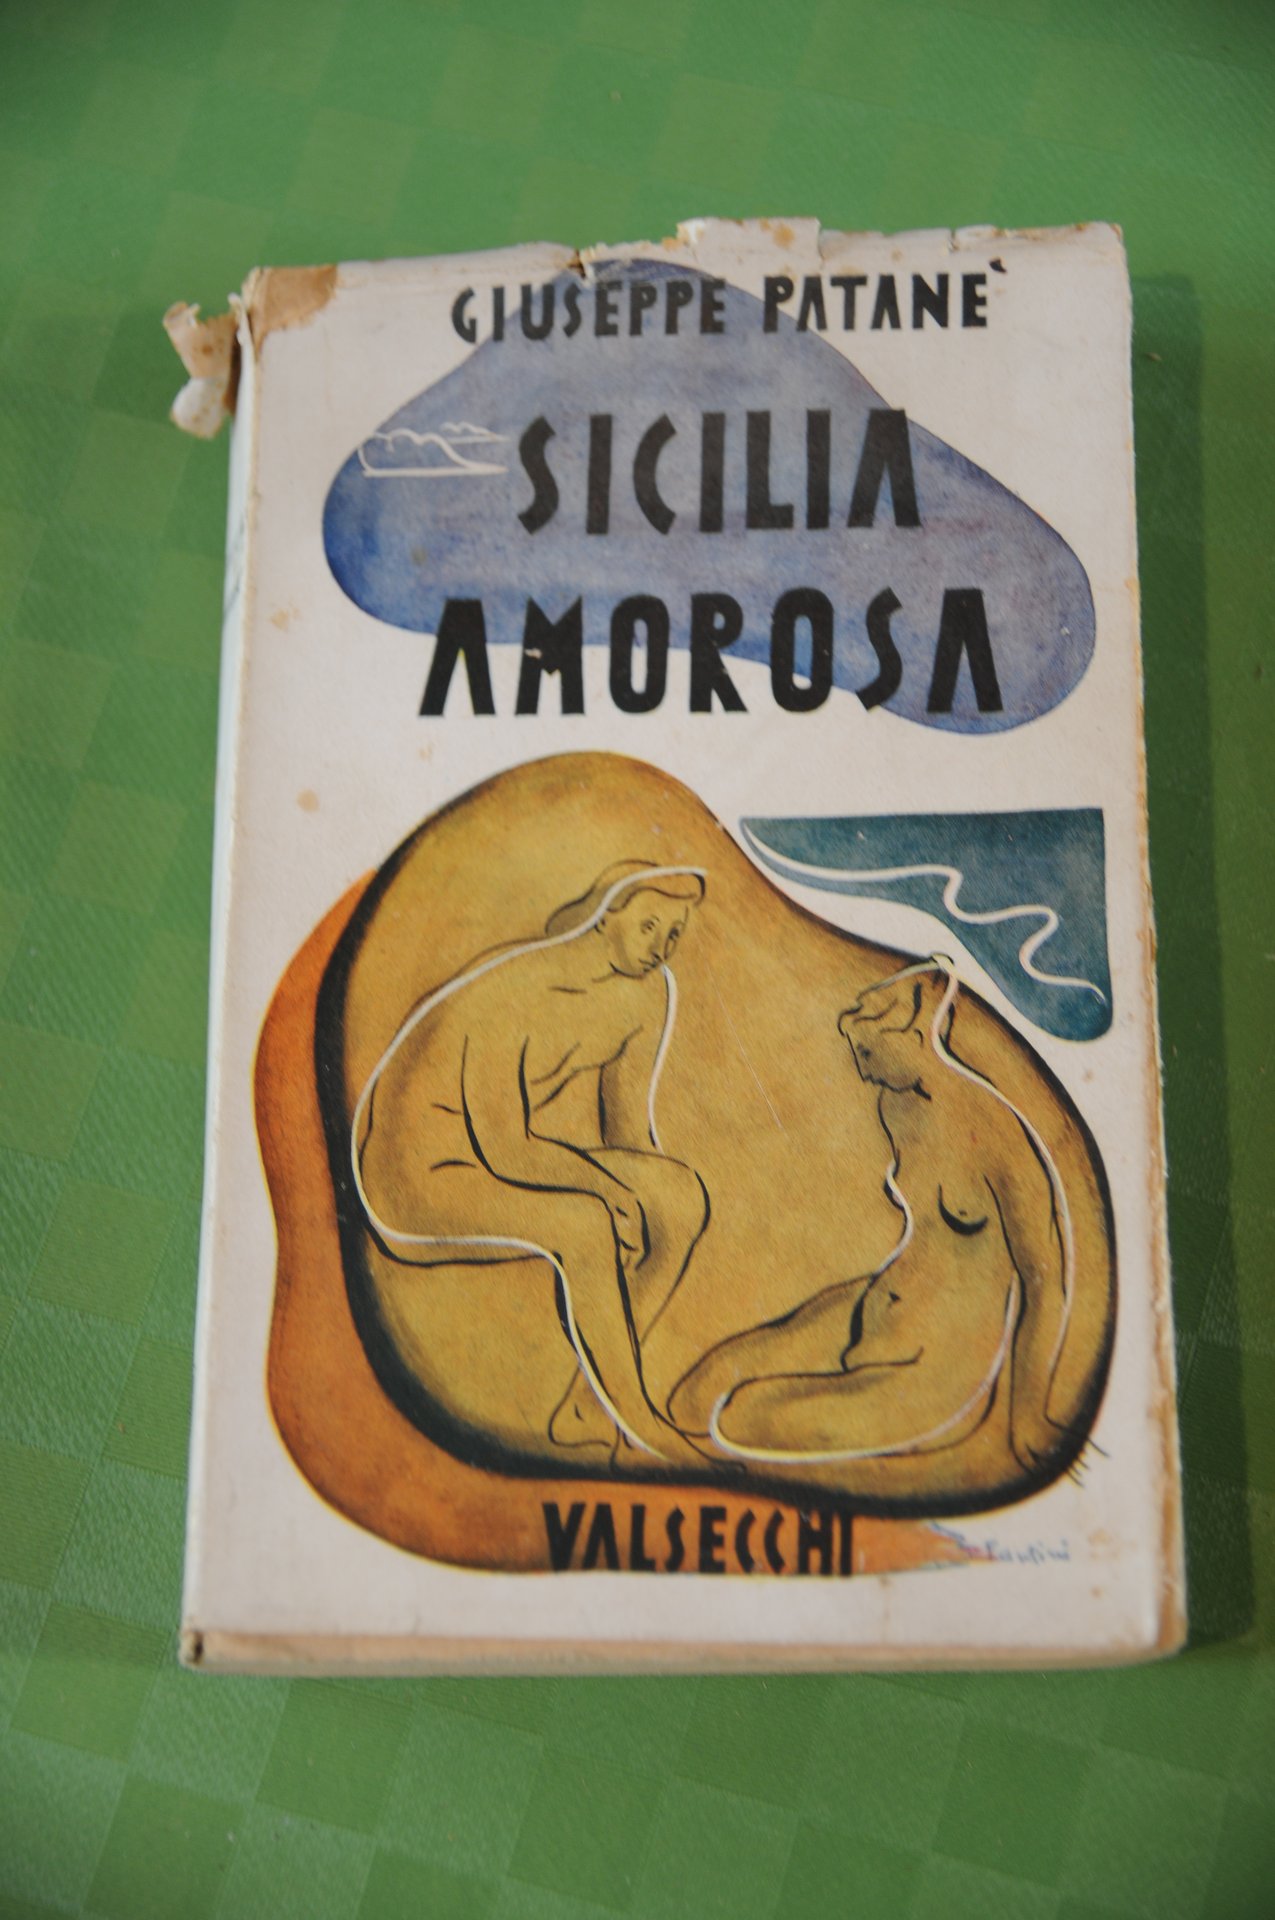 GIUSEPPE PATANE'
SICILIA
AMOROSA
VALSECCHI